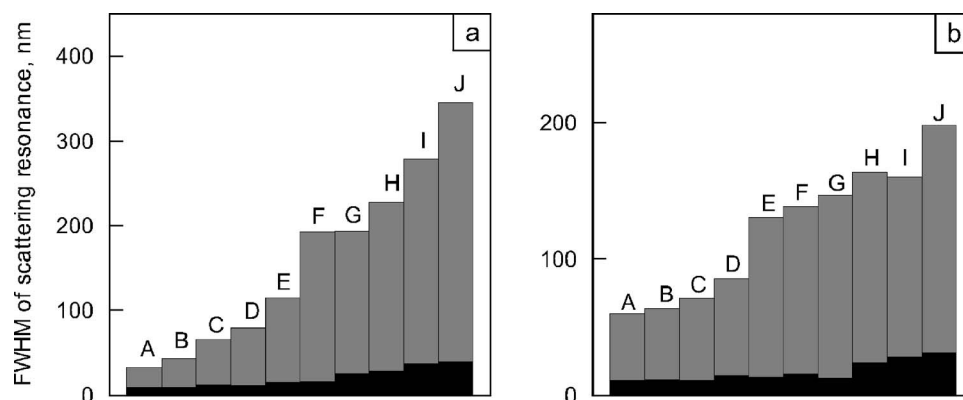 FWHM of scattering resonance, nm
400
300
200
100
0
a
A
B
C
D
E
F
G
H
I
J
200
100
0
b
A
B
C
D
E
F
G
H
I
J